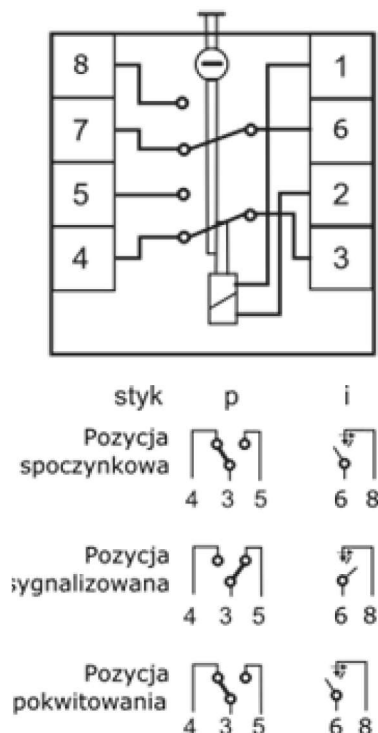 8 1
7 6
5 2
4 3
styk p i
Pozycja
spoczynkowa
4 3 5 6 8
Pozycja
sygnalizowana
4 3 5 6 8
Pozycja
pokwitowania
4 3 5 6 8